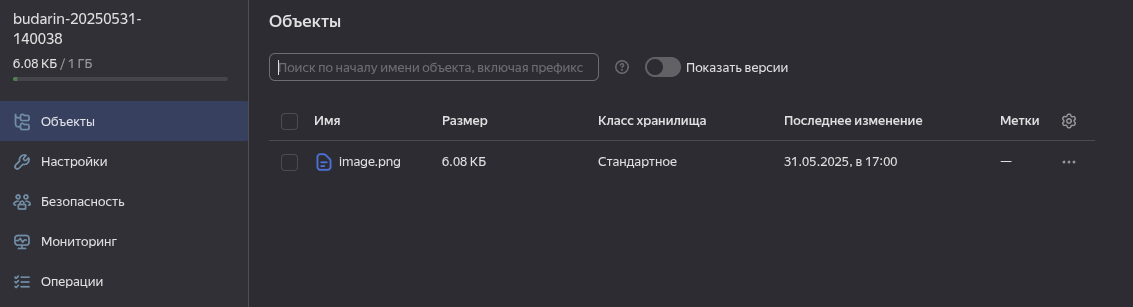 budarin-20250531-
140038
6.08 КБ / 1 ГБ
Объекты
Настройки
Безопасность
Мониторинг
Операции
Объекты
Поиск по началу имени объекта, включая префикс
Показать версии
Имя Размер Класс хранилища Последнее изменение Метки
image.png 6.08 КБ Стандартное 31.05.2025, в 17:00 —